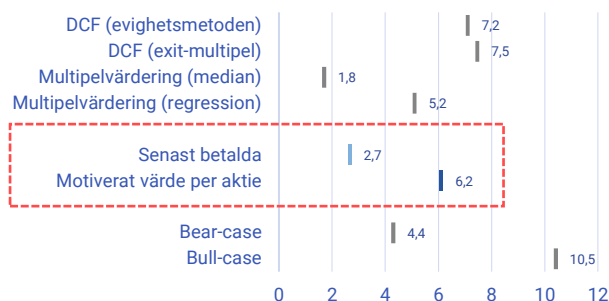 DCF (evighetsmetoden) 7,2
DCF (exit-multipel) 7,5
Multipelvärdering (median) 1,8
Multipelvärdering (regression) 5,2
Senast betalda 2,7
Motiverat värde per aktie 6,2
Bear-case 4,4
Bull-case 10,5
0 2 4 6 8 10 12